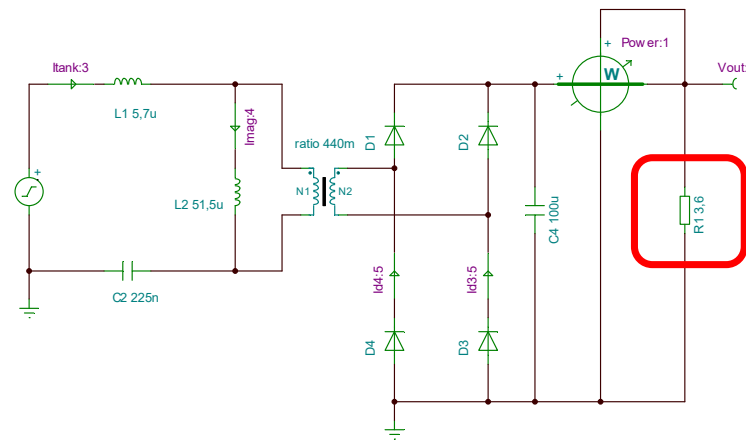 Itank:3
L1 5,7u
Imag:4
L2 51,5u
C2 225n
+
ratio 440m
N1
N2
D1
D2
Id4:5
Id3:5
D4
D3
C4 100u
+
Power:1
+
W
Vout:
R1 3,6